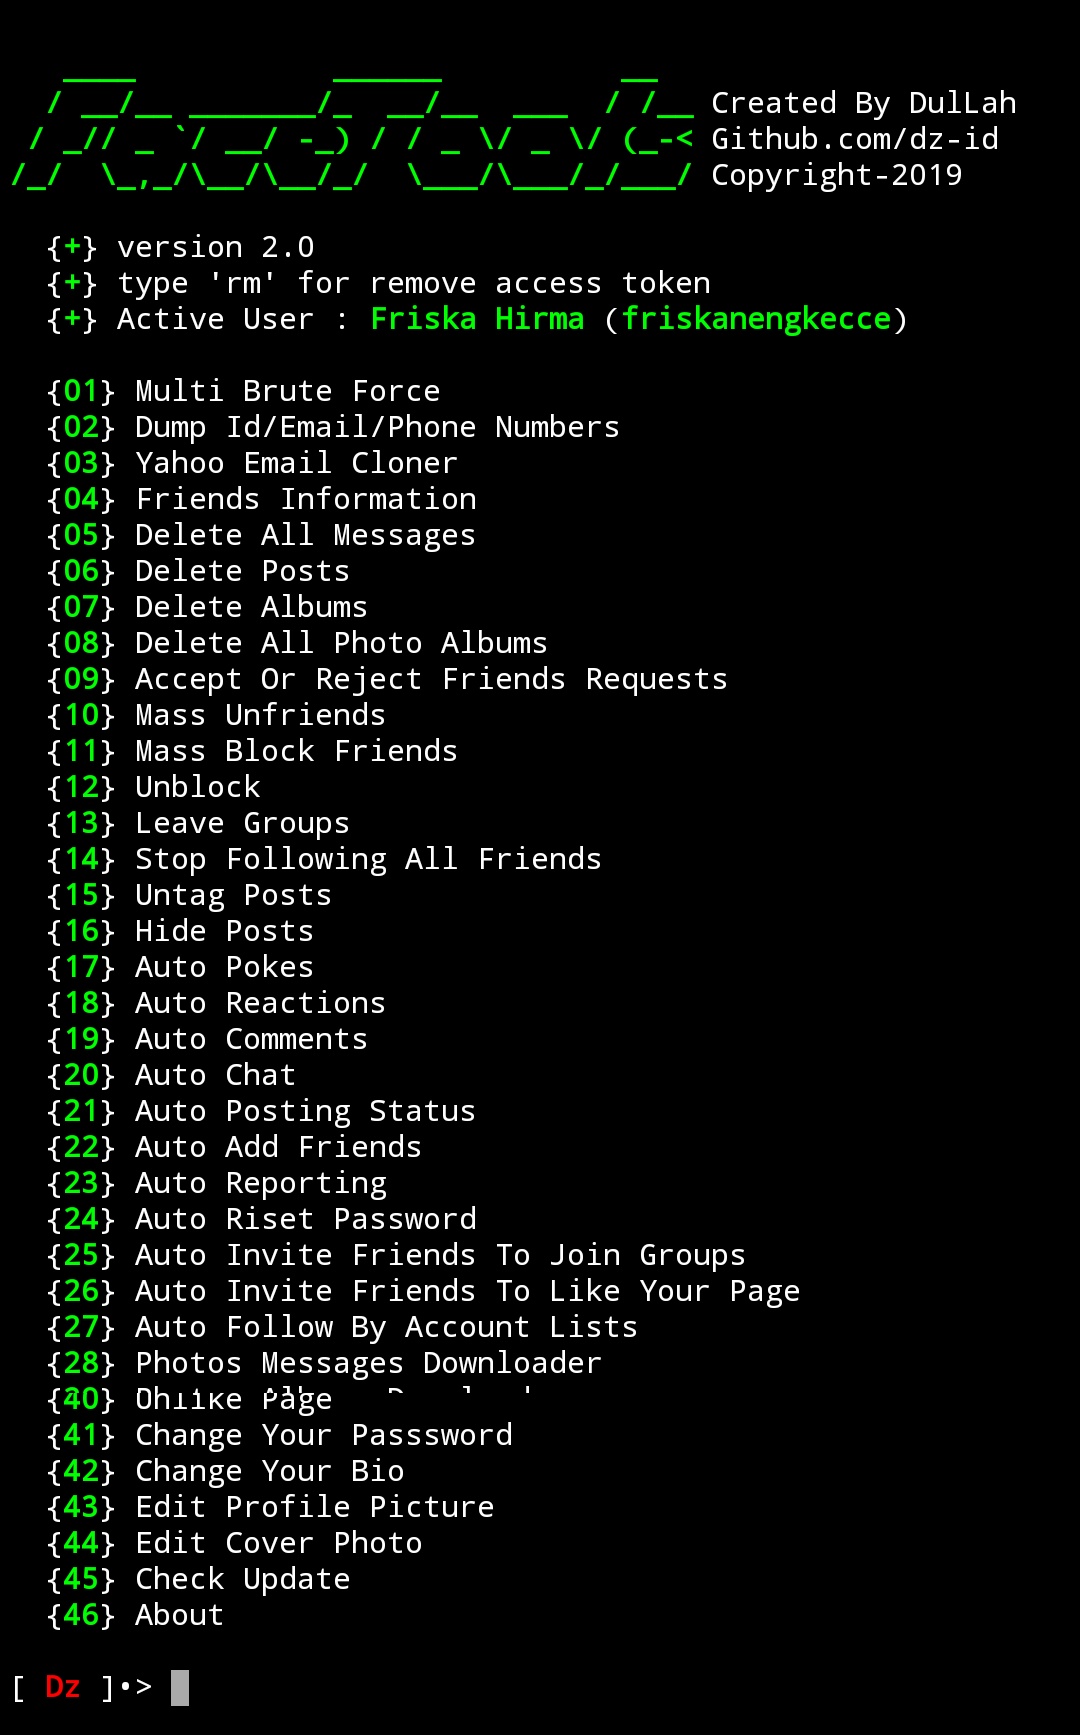 Created By DulLah
Github.com/dz-id
Copyright-2019
{+} version 2.0
{+} type 'rm' for remove access token
{+} Active User : Friska Hirma (friskanengkecce)
{01} Multi Brute Force
{02} Dump Id/Email/Phone Numbers
{03} Yahoo Email Cloner
{04} Friends Information
{05} Delete All Messages
{06} Delete Posts
{07} Delete Albums
{08} Delete All Photo Albums
{09} Accept Or Reject Friends Requests
{10} Mass Unfriends
{11} Mass Block Friends
{12} Unblock
{13} Leave Groups
{14} Stop Following All Friends
{15} Untag Posts
{16} Hide Posts
{17} Auto Pokes
{18} Auto Reactions
{19} Auto Comments
{20} Auto Chat
{21} Auto Posting Status
{22} Auto Add Friends
{23} Auto Reporting
{24} Auto Riset Password
{25} Auto Invite Friends To Join Groups
{26} Auto Invite Friends To Like Your Page
{27} Auto Follow By Account Lists
{28} Photos Messages Downloader
{40} Unlike Page
{41} Change Your Passsword
{42} Change Your Bio
{43} Edit Profile Picture
{44} Edit Cover Photo
{45} Check Update
{46} About
[ Dz ]•>